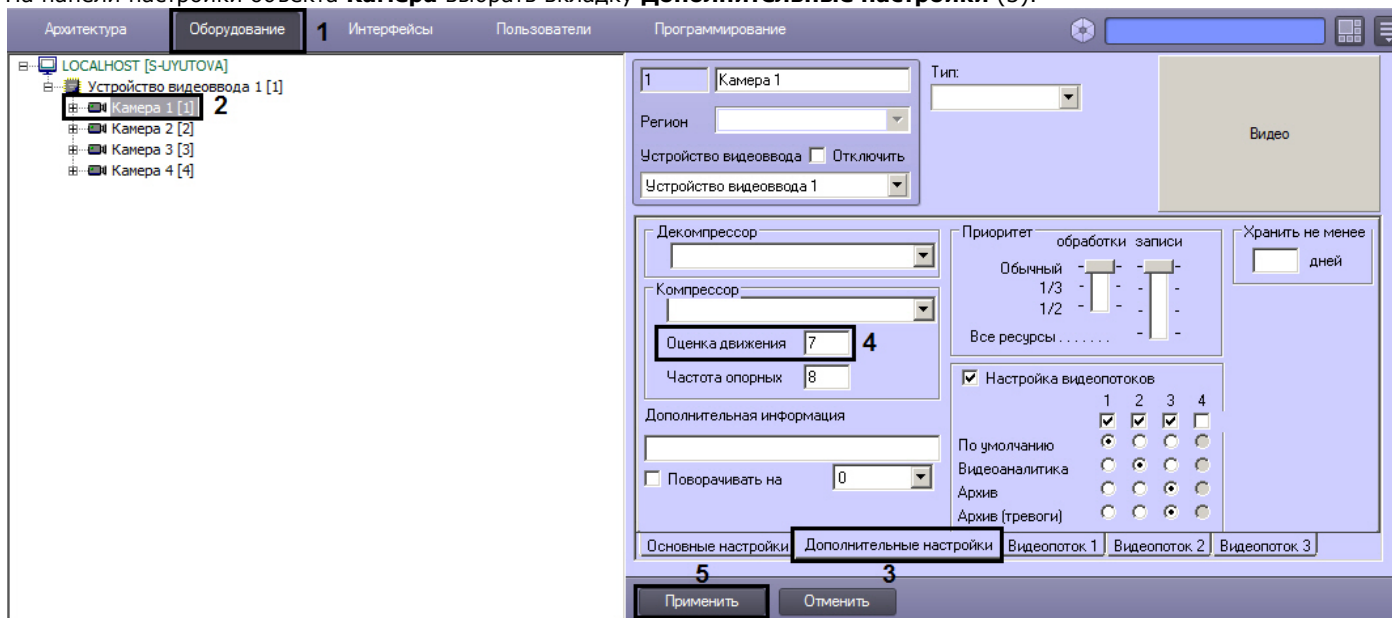 На панели настройки объекта Камера выбрать вкладку Дополнительные настройки (3).
Архитектура Оборудование 1 Интерфейсы Пользователи Программирование
LOCALHOST [S-UYUTOVA]
Устройство видеоввода 1 [1]
Камера 1 [1] 2
Камера 2 [2]
Камера 3 [3]
Камера 4 [4]
1 Камера 1
Регион
Устройство видеоввода Отключить
Устройство видеоввода 1
Тип:
Видео
Декомпрессор
Компрессор
Оценка движения 7 4
Частота опорных 8
Дополнительная информация
Поворачивать на 0
Приоритет
обработки записи
Обычный
1/3
1/2
Все ресурсы . . . . . . .
Хранить не менее
дней
Настройка видеопотоков
1 2 3 4
По умолчанию
Видеоаналитика
Архив
Архив (тревоги)
Основные настройки Дополнительные настройки Видеопоток 1 Видеопоток 2 Видеопоток 3
5 3
Применить Отменить